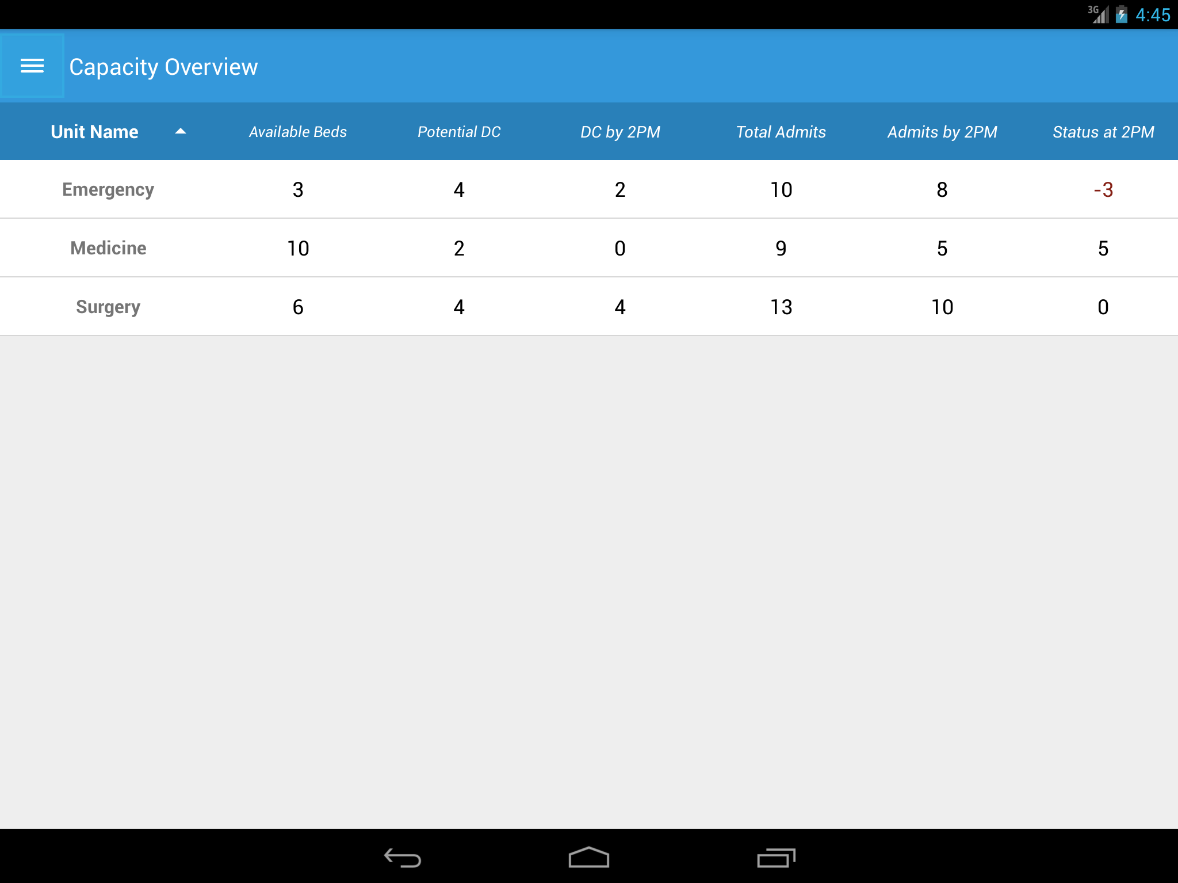 3G 4:45
Capacity Overview
Unit Name Available Beds Potential DC DC by 2PM Total Admits Admits by 2PM Status at 2PM
Emergency 3 4 2 10 8 -3
Medicine 10 2 0 9 5 5
Surgery 6 4 4 13 10 0